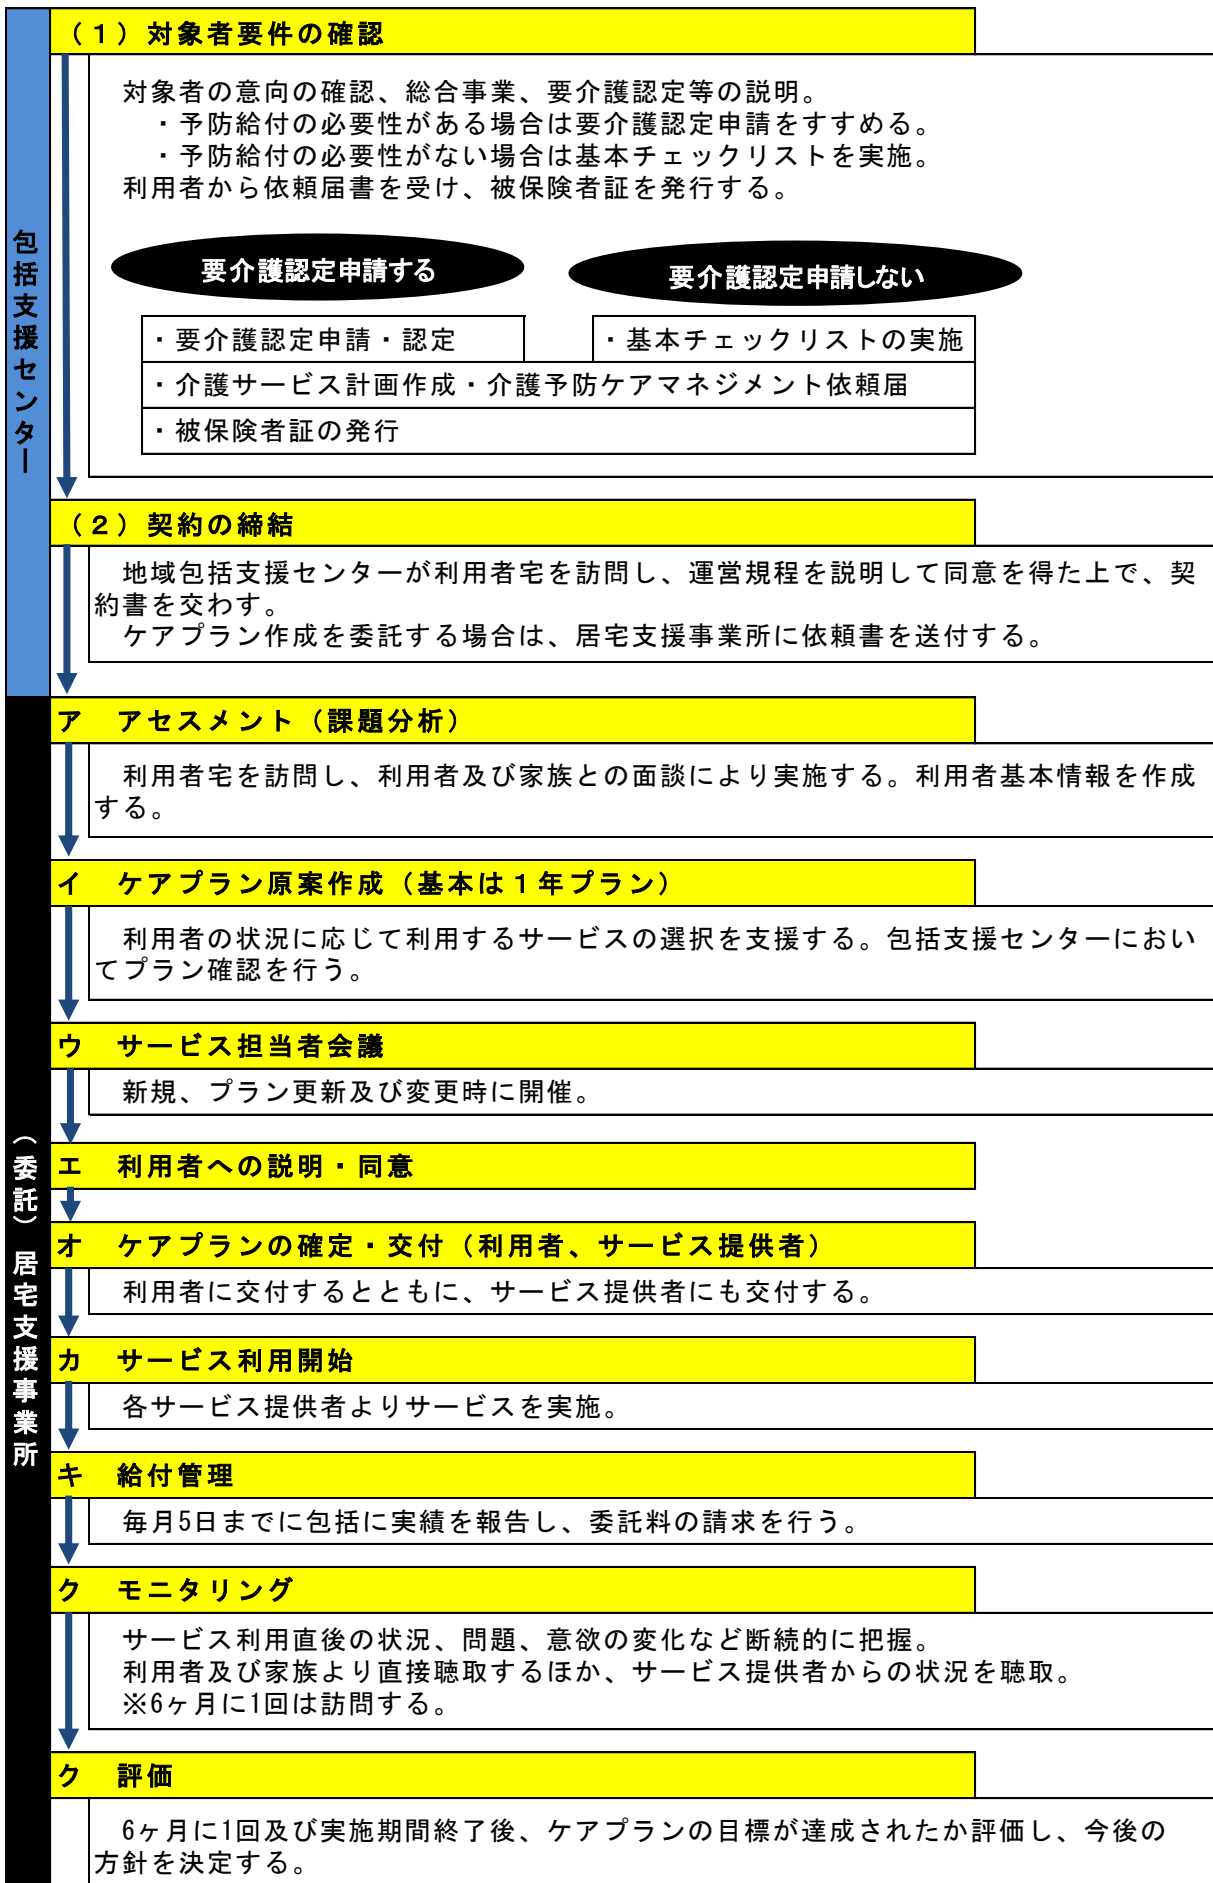 （１）対象者要件の確認
対象者の意向の確認、総合事業、要介護認定等の説明。
・予防給付の必要性がある場合は要介護認定申請をすすめる。
・予防給付の必要性がない場合は基本チェックリストを実施。
利用者から依頼届書を受け、被保険者証を発行する。
包括支援センター
要介護認定申請する
要介護認定申請しない
・要介護認定申請・認定
・基本チェックリストの実施
・介護サービス計画作成・介護予防ケアマネジメント依頼届
・被保険者証の発行
（２）契約の締結
地域包括支援センターが利用者宅を訪問し、運営規程を説明して同意を得た上で、契
約書を交わす。
ケアプラン作成を委託する場合は、居宅支援事業所に依頼書を送付する。
ア　アセスメント（課題分析）
利用者宅を訪問し、利用者及び家族との面談により実施する。利用者基本情報を作成
する。
イ　ケアプラン原案作成（基本は１年プラン）
利用者の状況に応じて利用するサービスの選択を支援する。包括支援センターにおい
てプラン確認を行う。
ウ　サービス担当者会議
新規、プラン更新及び変更時に開催。
（委託）居宅支援事業所
エ　利用者への説明・同意
オ　ケアプランの確定・交付（利用者、サービス提供者）
利用者に交付するとともに、サービス提供者にも交付する。
カ　サービス利用開始
各サービス提供者よりサービスを実施。
キ　給付管理
毎月5日までに包括に実績を報告し、委託料の請求を行う。
ク　モニタリング
サービス利用直後の状況、問題、意欲の変化など断続的に把握。
利用者及び家族より直接聴取するほか、サービス提供者からの状況を聴取。
※6ヶ月に1回は訪問する。
ク　評価
6ヶ月に1回及び実施期間終了後、ケアプランの目標が達成されたか評価し、今後の
方針を決定する。